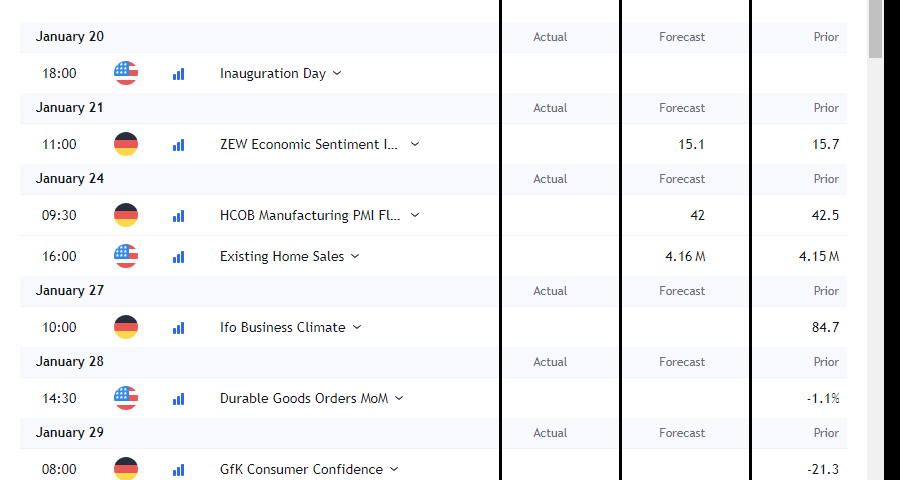 January 20 Actual Forecast Prior
18:00 Inauguration Day
January 21 Actual Forecast Prior
11:00 ZEW Economic Sentiment I... 15.1 15.7
January 24 Actual Forecast Prior
09:30 HCOB Manufacturing PMI Fl... 42 42.5
16:00 Existing Home Sales 4.16 M 4.15 M
January 27 Actual Forecast Prior
10:00 Ifo Business Climate 84.7
January 28 Actual Forecast Prior
14:30 Durable Goods Orders MoM -1.1%
January 29 Actual Forecast Prior
08:00 GfK Consumer Confidence -21.3